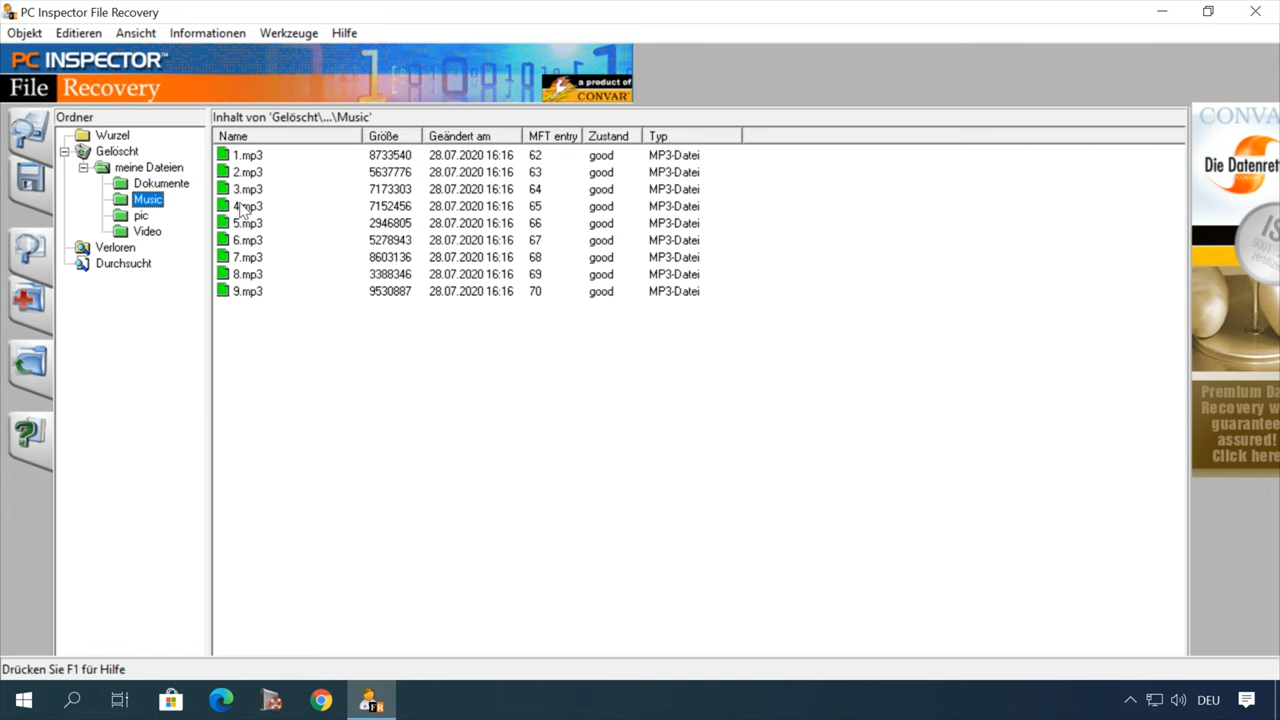 PC Inspector File Recovery
Objekt Editieren Ansicht Informationen Werkzeuge Hilfe
PC INSPECTOR™
File Recovery
a product of
CONVAR
Ordner
Wurzel
Gelöscht
meine Dateien
Dokumente
Music
pic
Video
Verloren
Durchsucht
Inhalt von 'Gelöscht\...\Music'
Name Größe Geändert am MFT entry Zustand Typ
1.mp3 8733540 28.07.2020 16:16 62 good MP3-Datei
2.mp3 5637776 28.07.2020 16:16 63 good MP3-Datei
3.mp3 7173303 28.07.2020 16:16 64 good MP3-Datei
4.mp3 7152456 28.07.2020 16:16 65 good MP3-Datei
5.mp3 2946805 28.07.2020 16:16 66 good MP3-Datei
6.mp3 5278943 28.07.2020 16:16 67 good MP3-Datei
7.mp3 8603136 28.07.2020 16:16 68 good MP3-Datei
8.mp3 3388346 28.07.2020 16:16 69 good MP3-Datei
9.mp3 9530887 28.07.2020 16:16 70 good MP3-Datei
CONVA
Die Datenret
Premium Da
Recovery w
guarantee
assured!
Click here
Drücken Sie F1 für Hilfe
DEU